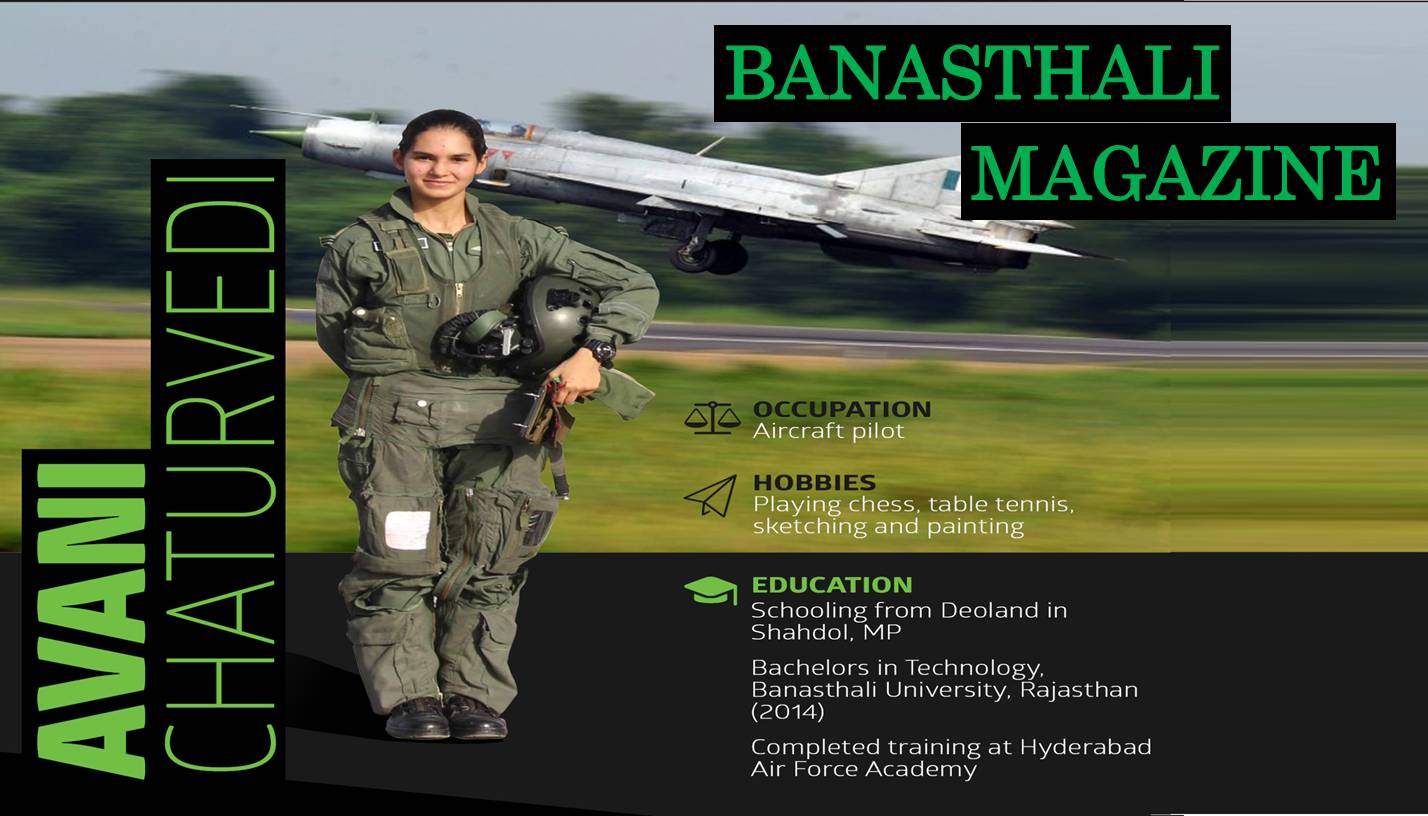 BANASTHALI
MAGAZINE
AVANI
CHATURVEDI
OCCUPATION
Aircraft pilot
HOBBIES
Playing chess, table tennis,
sketching and painting
EDUCATION
Schooling from Deoland in
Shahdol, MP
Bachelors in Technology,
Banasthali University, Rajasthan
(2014)
Completed training at Hyderabad
Air Force Academy